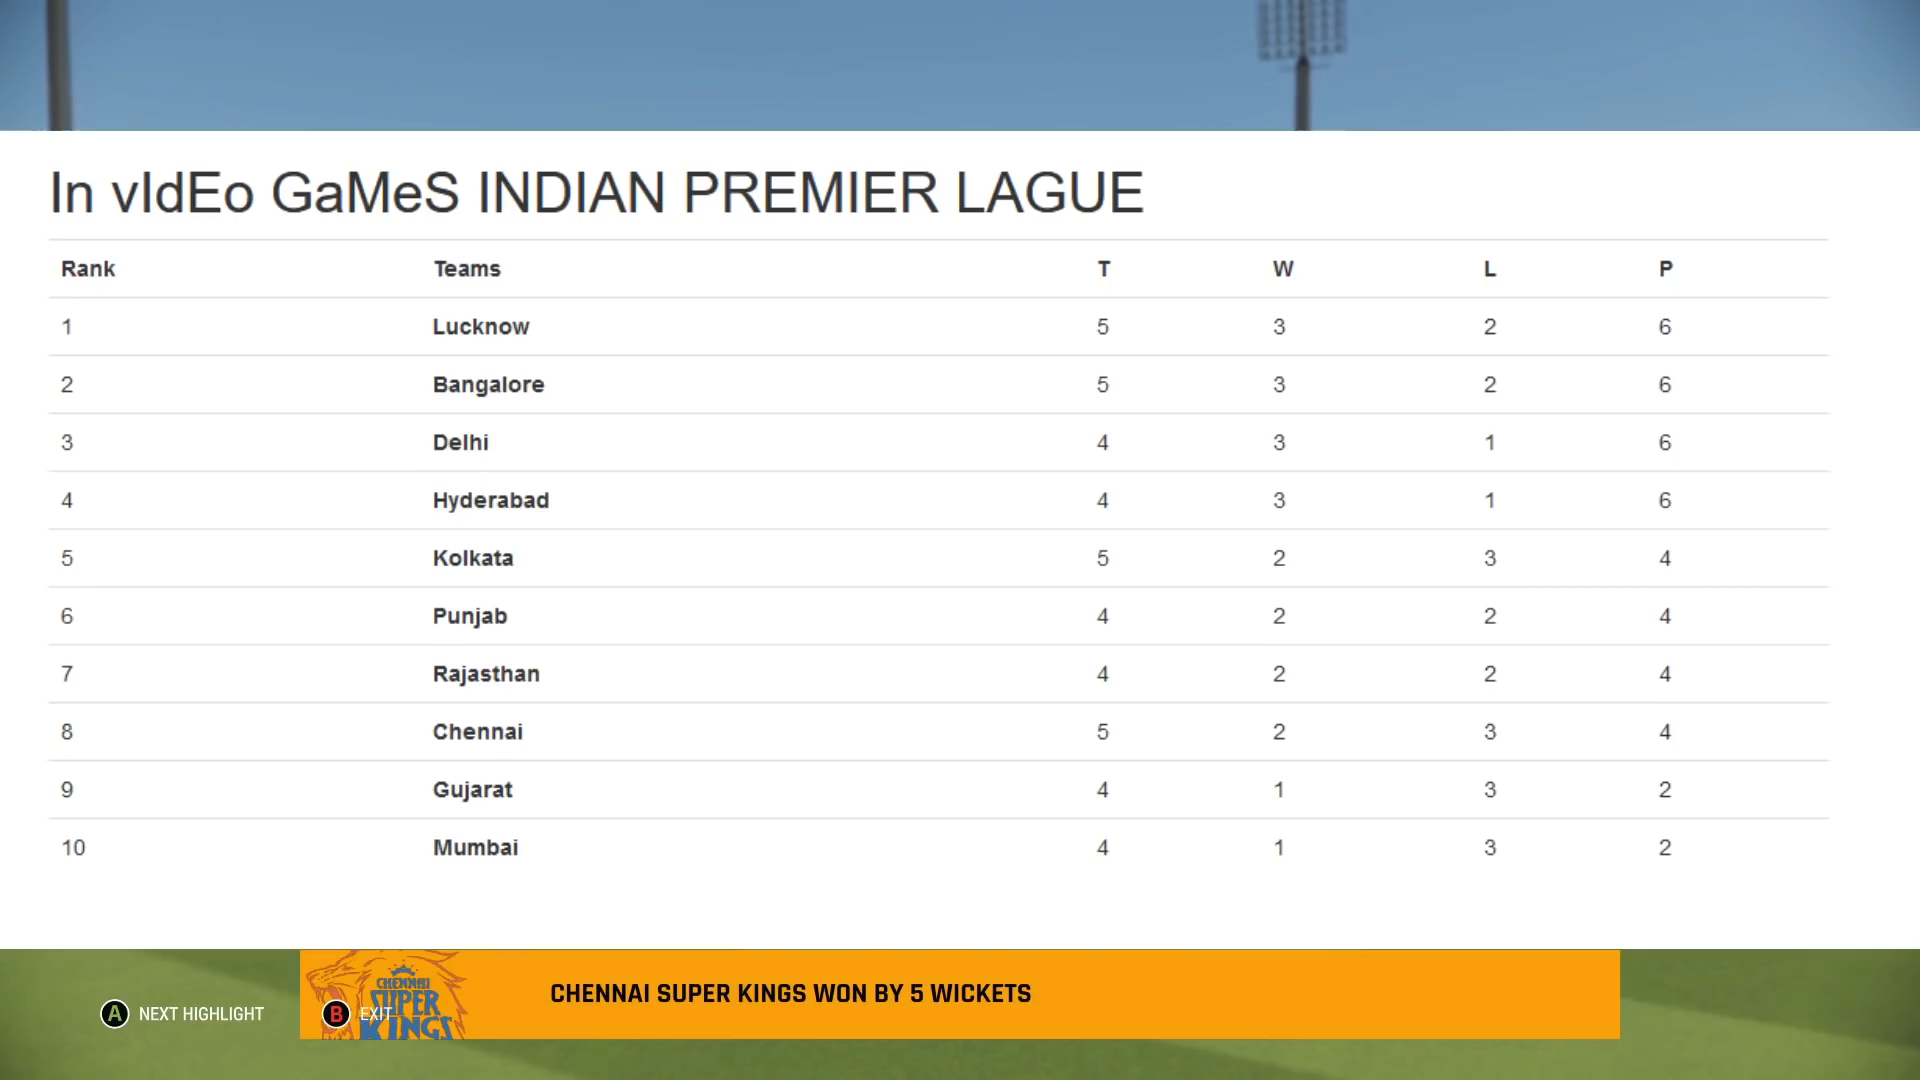 In vIdEo GaMeS INDIAN PREMIER LAGUE
Rank Teams T W L P
1 Lucknow 5 3 2 6
2 Bangalore 5 3 2 6
3 Delhi 4 3 1 6
4 Hyderabad 4 3 1 6
5 Kolkata 5 2 3 4
6 Punjab 4 2 2 4
7 Rajasthan 4 2 2 4
8 Chennai 5 2 3 4
9 Gujarat 4 1 3 2
10 Mumbai 4 1 3 2
CHENNAI
SUPER
KINGS
CHENNAI SUPER KINGS WON BY 5 WICKETS
A NEXT HIGHLIGHT B EXIT